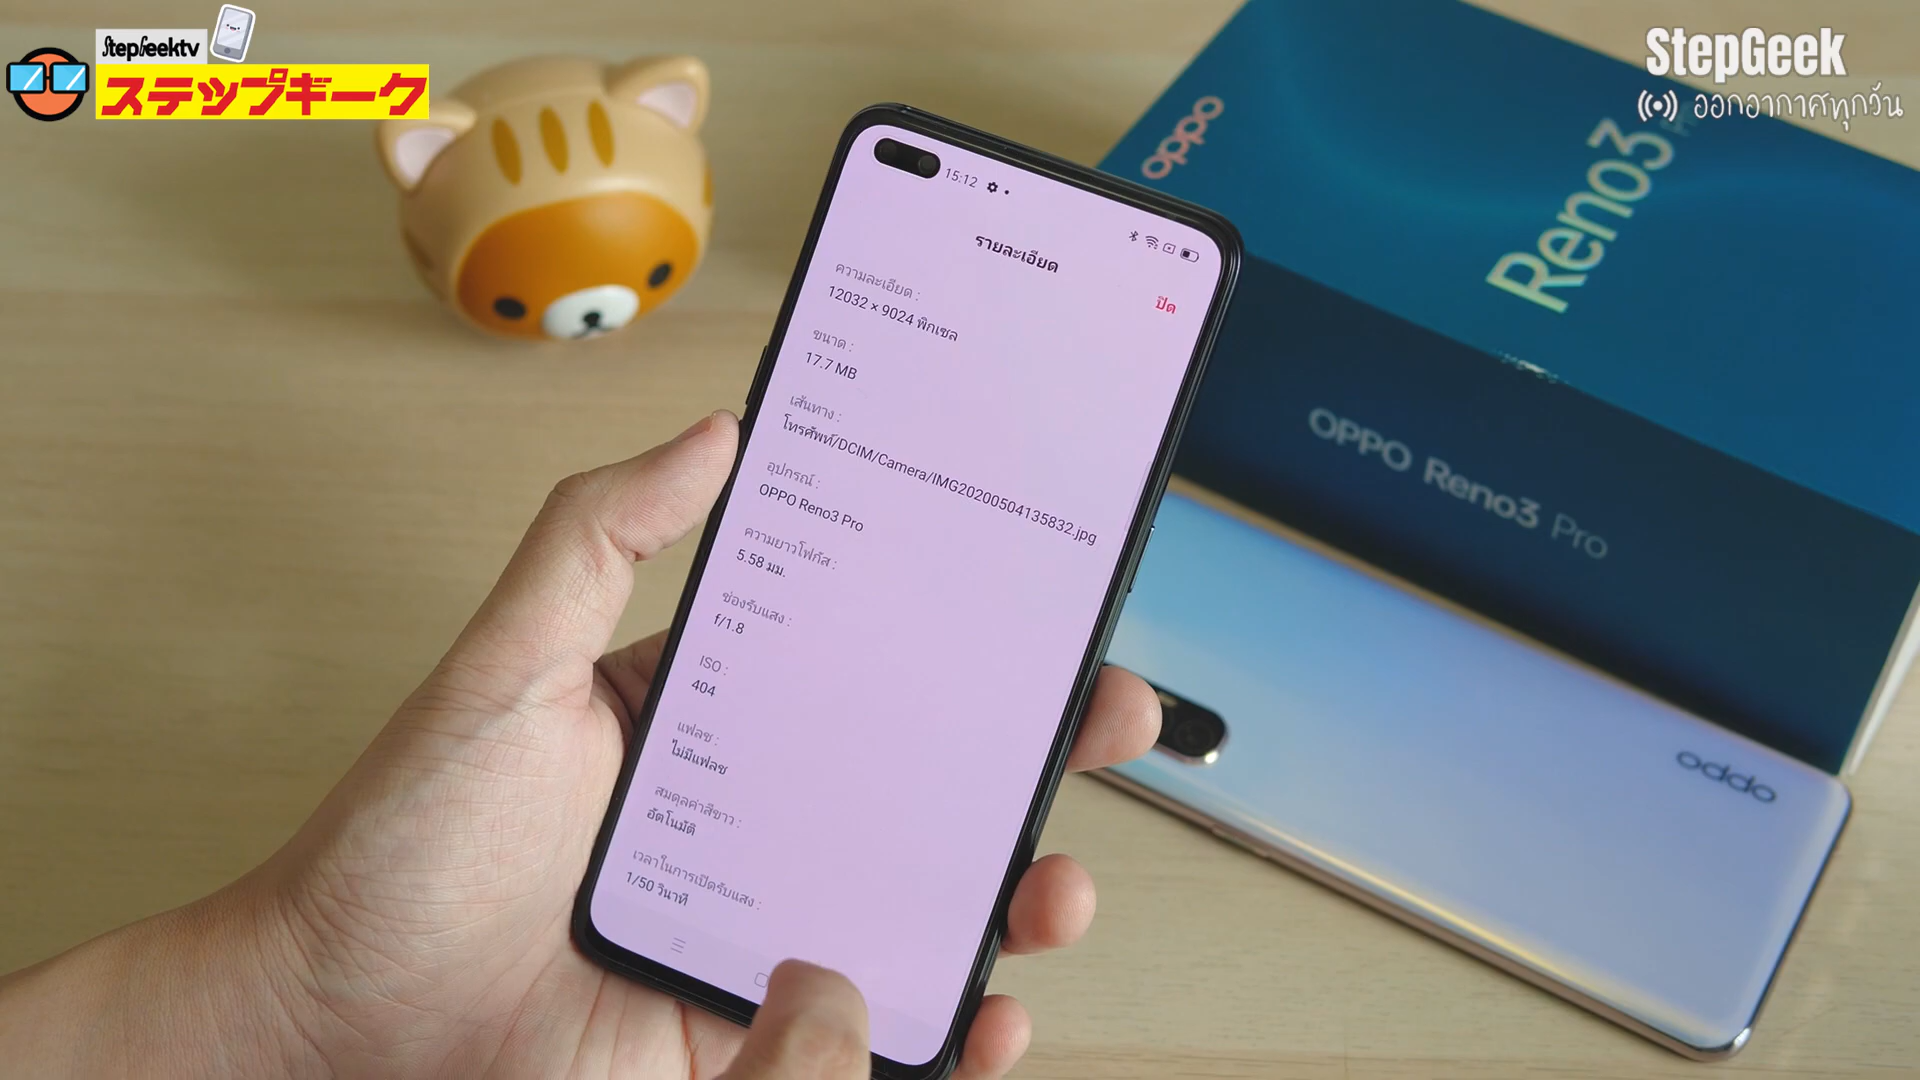 StepGeektv
ステップギーク
StepGeek
ออกอากาศทุกวัน
15:12
รายละเอียด
ปิด
ความละเอียด :
12032 × 9024 พิกเซล
ขนาด :
17.7 MB
เส้นทาง :
โทรศัพท์/DCIM/Camera/IMG20200504135832.jpg
อุปกรณ์ :
OPPO Reno3 Pro
ความยาวโฟกัส :
5.58 มม.
ช่องรับแสง :
f/1.8
ISO :
404
แฟลช :
ไม่มีแฟลช
สมดุลค่าสีขาว :
อัตโนมัติ
เวลาในการเปิดรับแสง :
1/50 วินาที
oppo
Reno3
OPPO Reno3 Pro
oppo